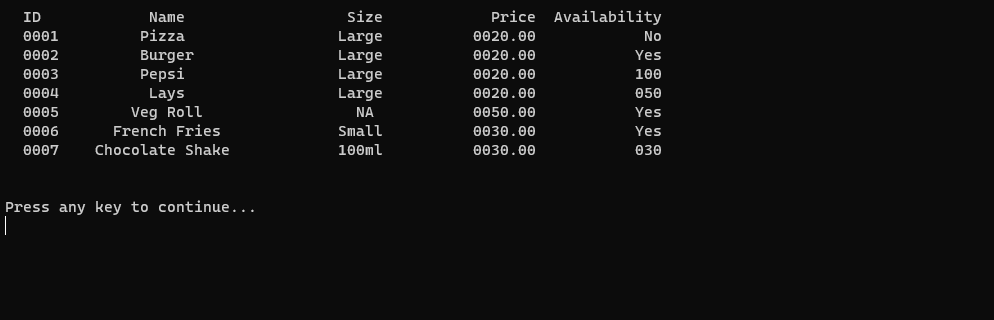 ID Name Size Price Availability
0001 Pizza Large 0020.00 No
0002 Burger Large 0020.00 Yes
0003 Pepsi Large 0020.00 100
0004 Lays Large 0020.00 050
0005 Veg Roll NA 0050.00 Yes
0006 French Fries Small 0030.00 Yes
0007 Chocolate Shake 100ml 0030.00 030
Press any key to continue...